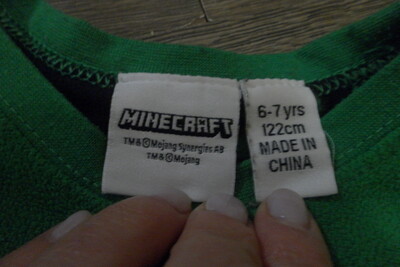 MINECRAFT
TM&©Mojang Synergies AB
TM&©Mojang
6-7 yrs
122cm
MADE IN
CHINA